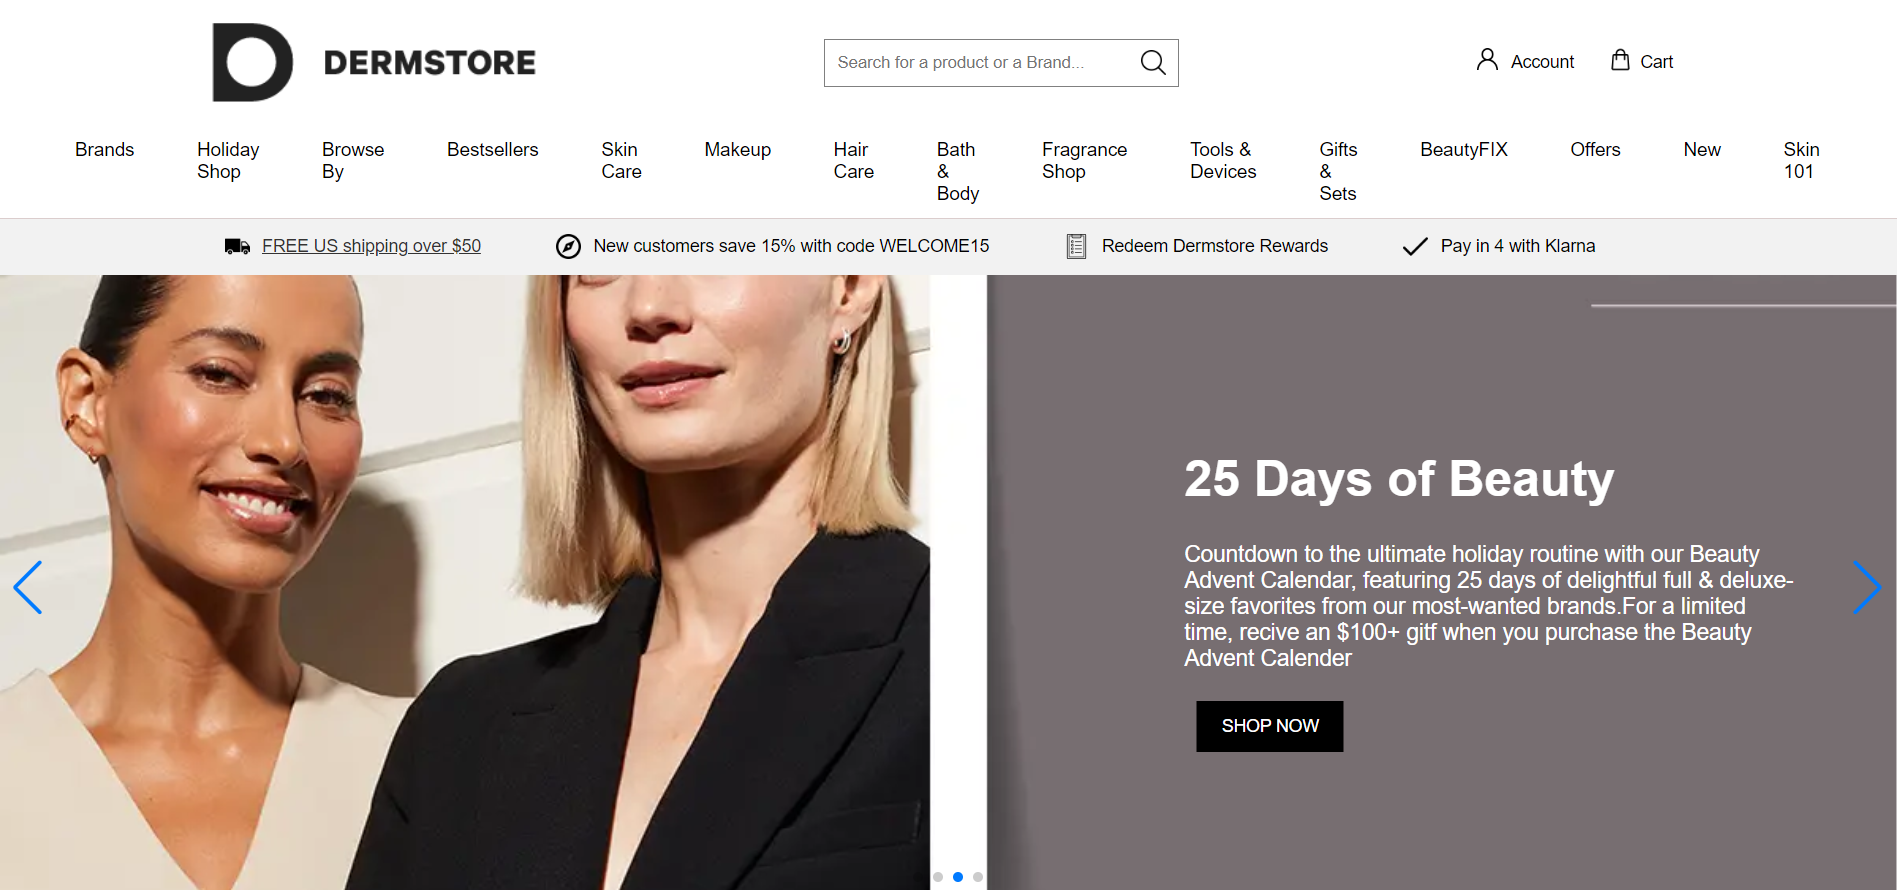 DERMSTORE
Search for a product or a Brand...
Account
Cart
Brands
Holiday
Shop
Browse
By
Bestsellers
Skin
Care
Makeup
Hair
Care
Bath
&
Body
Fragrance
Shop
Tools &
Devices
Gifts
&
Sets
BeautyFIX
Offers
New
Skin
101
FREE US shipping over $50
New customers save 15% with code WELCOME15
Redeem Dermstore Rewards
Pay in 4 with Klarna
25 Days of Beauty
Countdown to the ultimate holiday routine with our Beauty
Advent Calendar, featuring 25 days of delightful full & deluxe-
size favorites from our most-wanted brands.For a limited
time, recive an $100+ gitf when you purchase the Beauty
Advent Calender
SHOP NOW